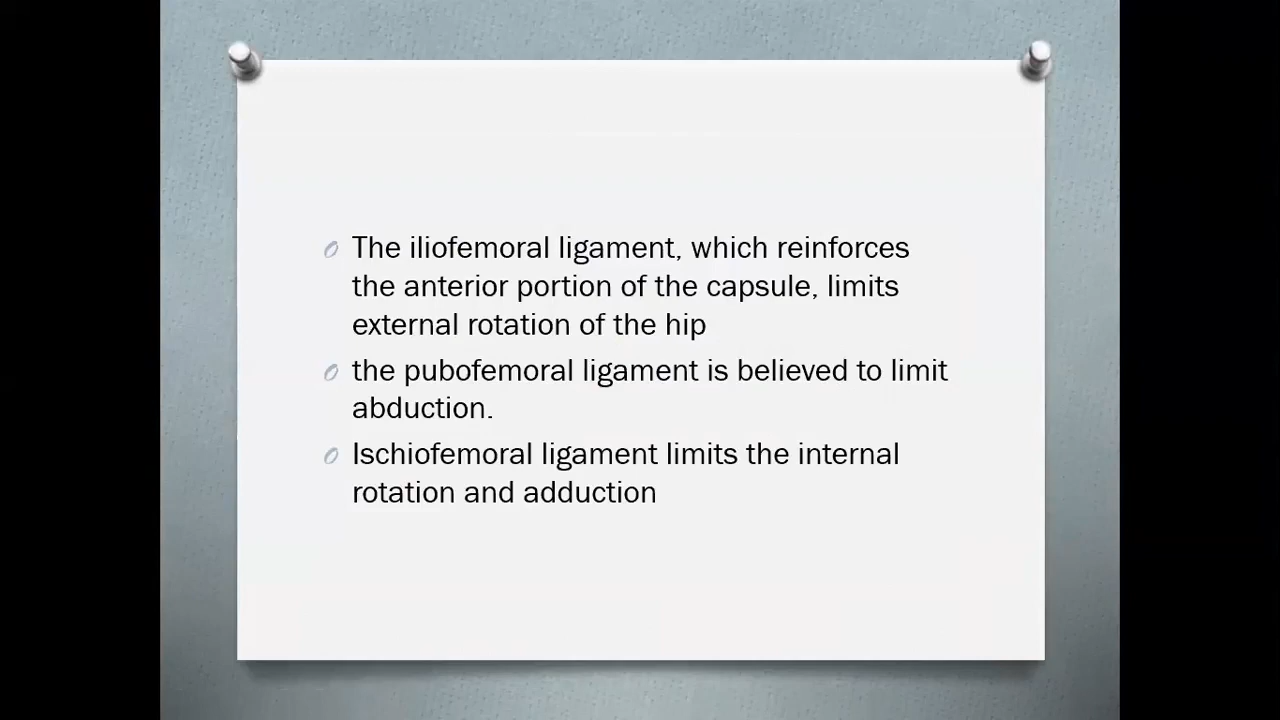 The iliofemoral ligament, which reinforces
the anterior portion of the capsule, limits
external rotation of the hip
the pubofemoral ligament is believed to limit
abduction.
Ischiofemoral ligament limits the internal
rotation and adduction